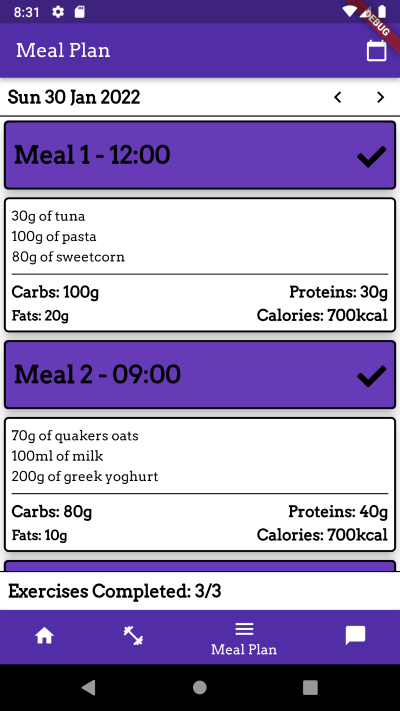 8:31
DEBUG
Meal Plan
Sun 30 Jan 2022
Meal 1 - 12:00
30g of tuna
100g of pasta
80g of sweetcorn
Carbs: 100g Proteins: 30g
Fats: 20g Calories: 700kcal
Meal 2 - 09:00
70g of quakers oats
100ml of milk
200g of greek yoghurt
Carbs: 80g Proteins: 40g
Fats: 10g Calories: 700kcal
Exercises Completed: 3/3
Meal Plan